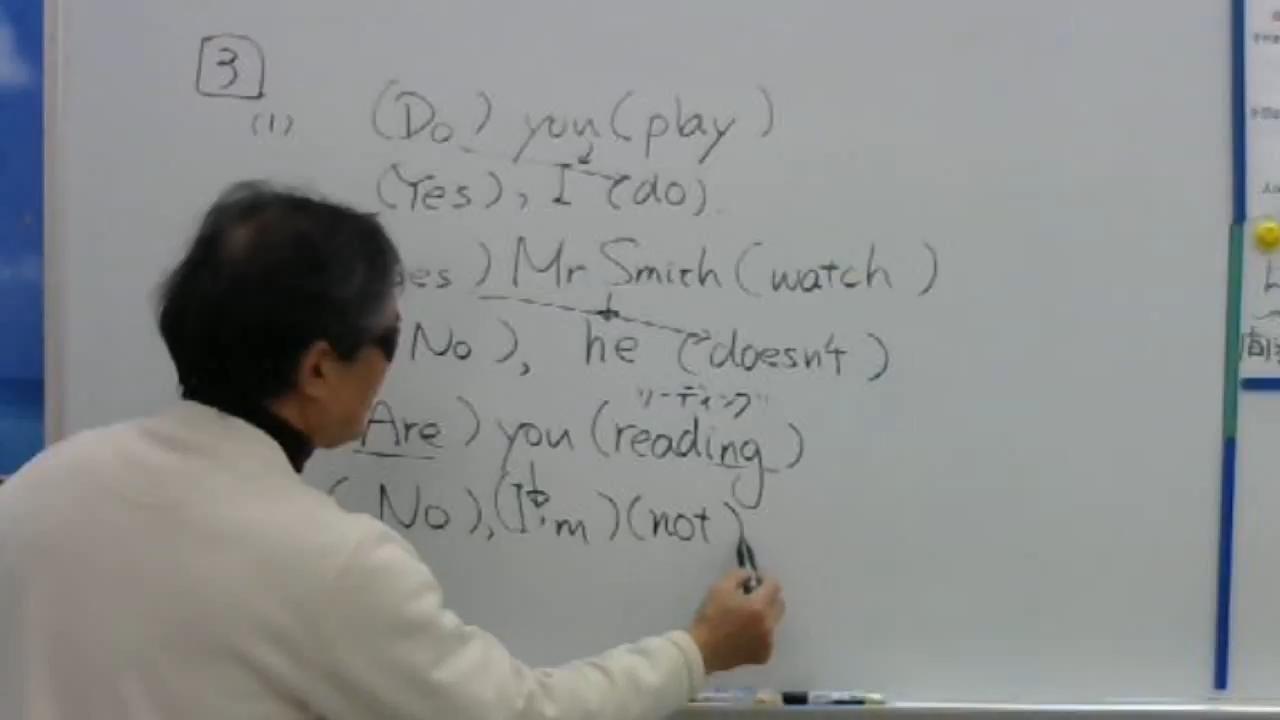 3
(1) (Do) you (play)
(Yes), I (do).
es) Mr Smith (watch)
No), he (doesn't)
リーディング
Are) you (reading)
(No), (I'm) (not)